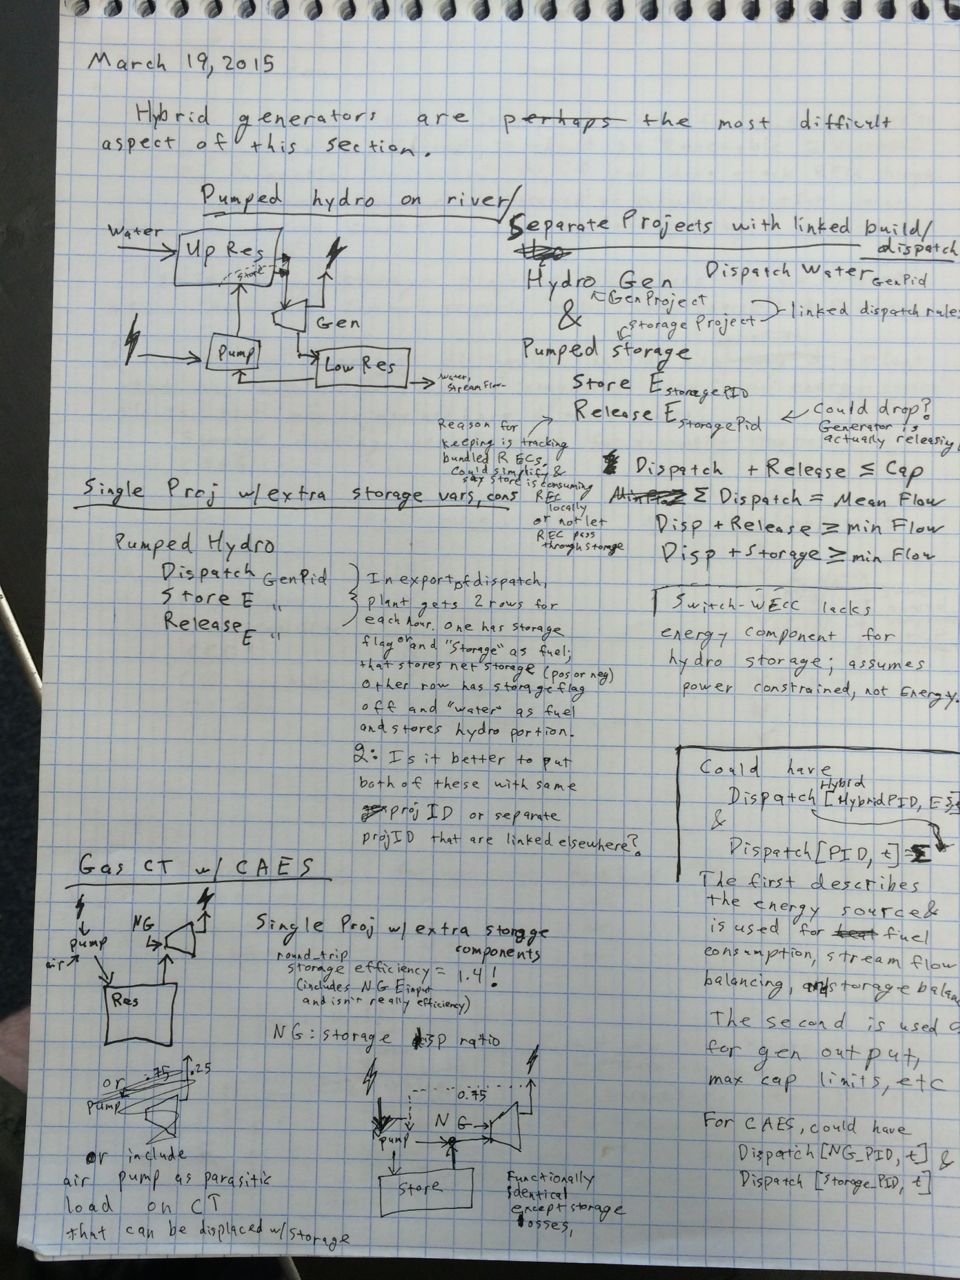 March 19, 2015
Hybrid generators are perhaps the most difficult
aspect of this section.
Pumped hydro on river/
Water
Up Res
Gen
Pump
Low Res
Water,
Stream flow
Separate Projects with linked build/
dispatch
Hydro Gen
Dispatch Water GenPid
GenProject
&
Storage Project
linked dispatch rules
Pumped storage
Store E StoragePID
Release E StoragePid
Could drop?
Generator is
actually releasing
Reason for
keeping is tracking
bundled RECs.
Could simplify &
say store is consuming
REC
locally
or not let
REC pass
through storage
Dispatch + Release ≤ Cap
Σ Dispatch = Mean Flow
Disp + Release ≥ min Flow
Disp + Storage ≥ min Flow
Single Proj w/extra storage vars, cons
Pumped Hydro
Dispatch GenPid
Store E "
Release E "
In export of dispatch,
plant gets 2 rows for
each hour. One has storage
flag or and "Storage" as fuel;
that stores net storage (pos or neg)
Other row has storage flag
off and "water" as fuel
and stores hydro portion.
Q: Is it better to put
both of these with same
proj ID or separate
projID that are linked elsewhere?
Switch-WECC lacks
energy component for
hydro storage; assumes
power constrained, not Energy.
Could have
Hybrid
Dispatch [HybridPID, ES
&
Dispatch [PID, t] = Σ
The first describes
the energy source &
is used for fuel
consumption, stream flow
balancing, and storage balan
The second is used
for gen output,
max cap limits, etc
For CAES, could have
Dispatch [NG_PID, t] &
Dispatch [Storage_PID, t]
Gas CT w/ CAES
NG
pump
air
Res
Single Proj w/ extra storage
components
round_trip
storage efficiency = 1.4!
(includes NG E input
and isn't really efficiency)
NG: storage disp ratio
or .75 .25
pump
or include
air pump as parasitic
load on CT
that can be displaced w/storage
0.75
NG
pump
Store
Functionally
identical
except storage
losses,